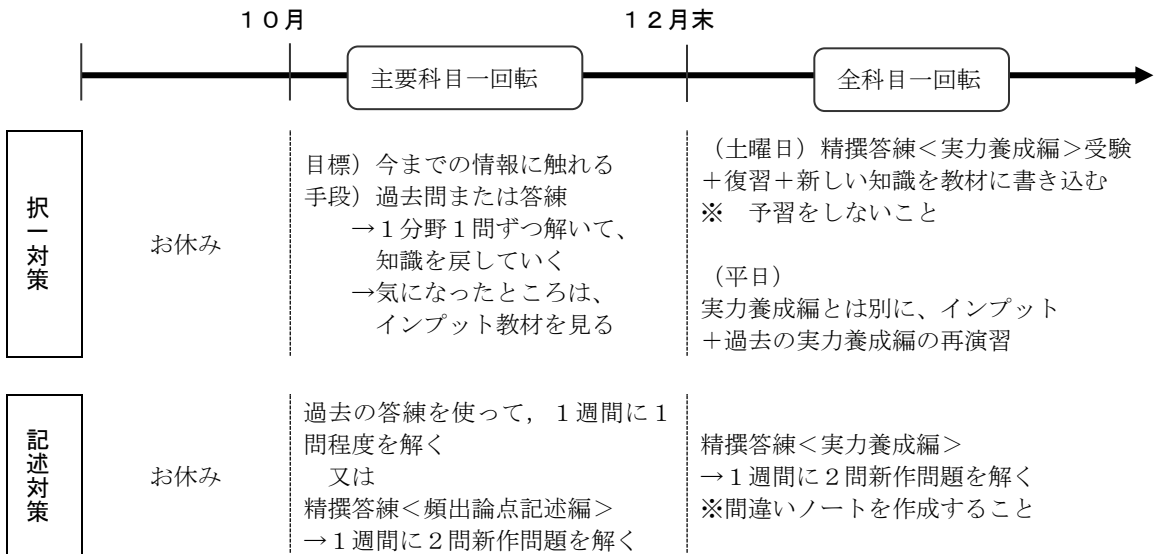 １０月
１２月末
主要科目一回転
全科目一回転
択一対策
お休み
目標）今までの情報に触れる
手段）過去問または答練
→１分野１問ずつ解いて、
知識を戻していく
→気になったところは、
インプット教材を見る
（土曜日）精撰答練＜実力養成編＞受験
＋復習＋新しい知識を教材に書き込む
※　予習をしないこと
（平日）
実力養成編とは別に、インプット
＋過去の実力養成編の再演習
記述対策
お休み
過去の答練を使って，１週間に１
問程度を解く
又は
精撰答練＜頻出論点記述編＞
→１週間に２問新作問題を解く
精撰答練＜実力養成編＞
→１週間に２問新作問題を解く
※間違いノートを作成すること